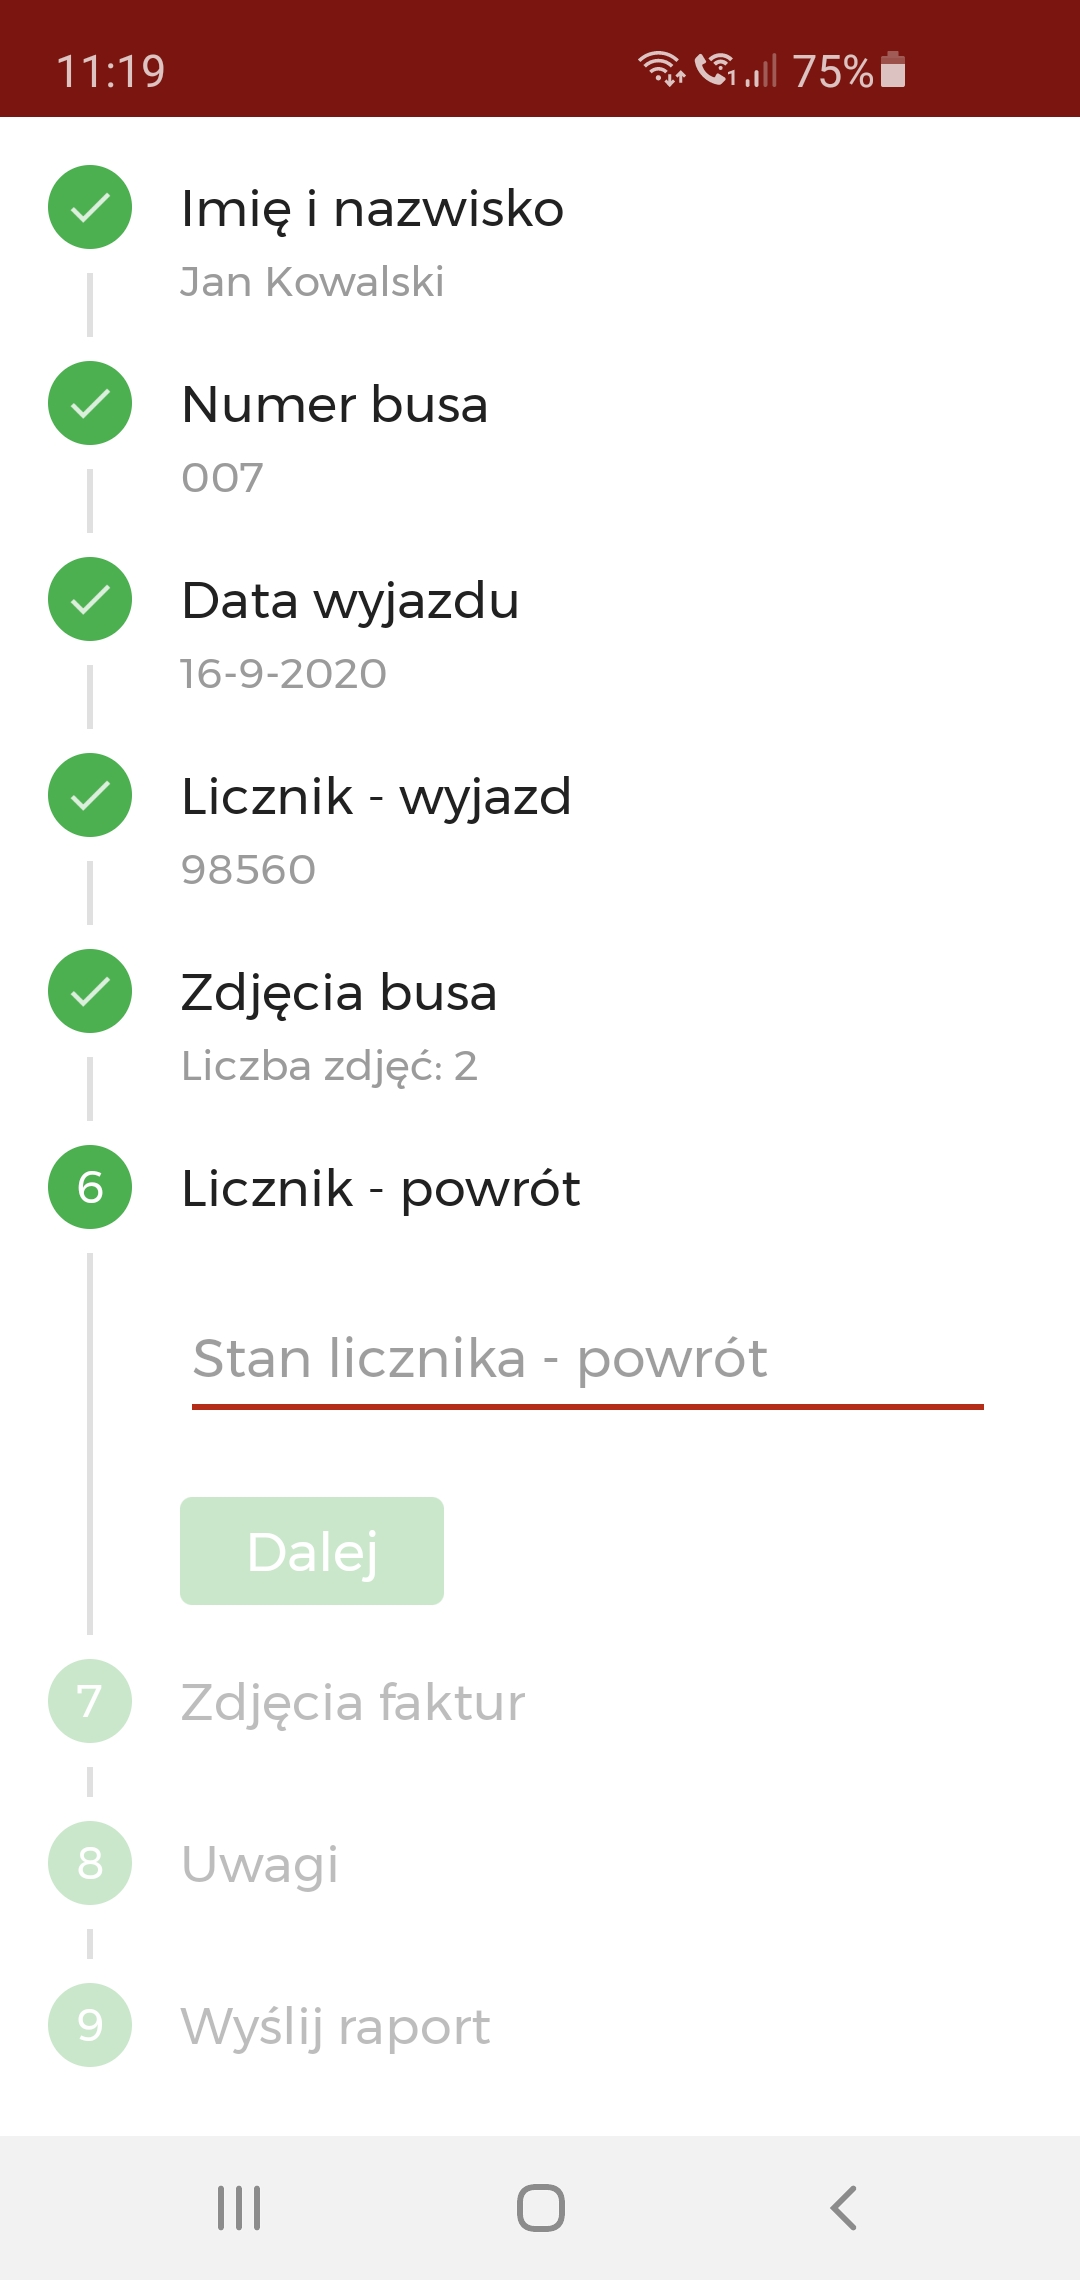 11:19 1 75%
Imię i nazwisko
Jan Kowalski
Numer busa
007
Data wyjazdu
16-9-2020
Licznik - wyjazd
98560
Zdjęcia busa
Liczba zdjęć: 2
6 Licznik - powrót
Stan licznika - powrót
Dalej
7 Zdjęcia faktur
8 Uwagi
9 Wyślij raport